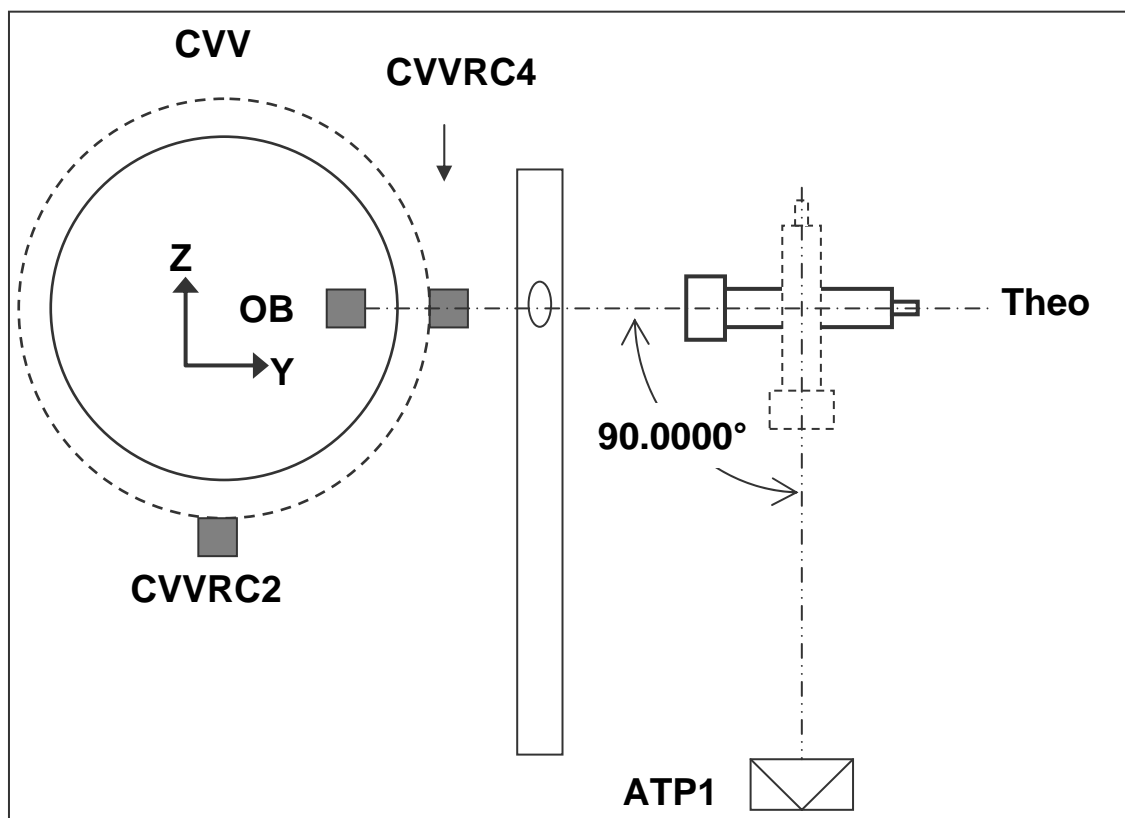 CVV
CVVRC4
Z
OB
Y
Theo
90.0000°
CVVRC2
ATP1